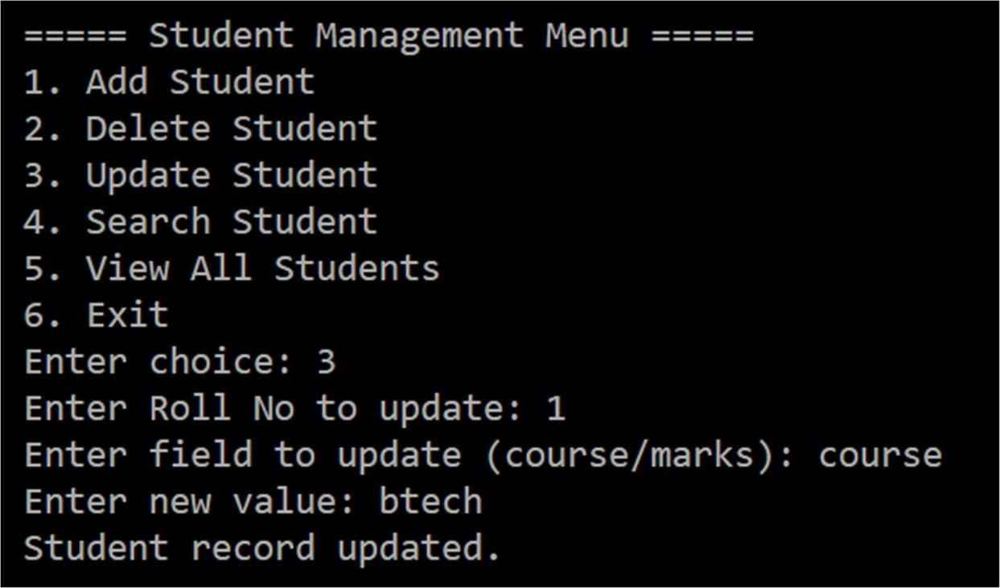 ===== Student Management Menu =====
1. Add Student
2. Delete Student
3. Update Student
4. Search Student
5. View All Students
6. Exit
Enter choice: 3
Enter Roll No to update: 1
Enter field to update (course/marks): course
Enter new value: btech
Student record updated.